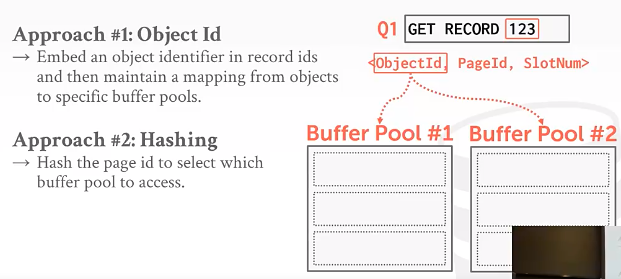 Approach #1: Object Id
→ Embed an object identifier in record ids
and then maintain a mapping from objects
to specific buffer pools.
Approach #2: Hashing
→ Hash the page id to select which
buffer pool to access.
Q1 GET RECORD 123
<ObjectId, PageId, SlotNum>
Buffer Pool #1 Buffer Pool #2